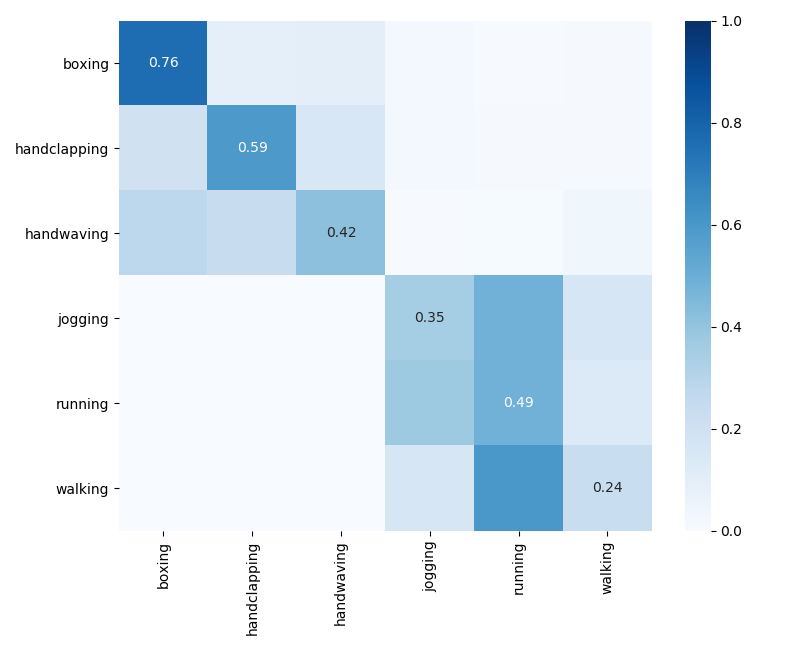 boxing
handclapping
handwaving
jogging
running
walking
0.76
0.59
0.42
0.35
0.49
0.24
boxing
handclapping
handwaving
jogging
running
walking
1.0
0.8
0.6
0.4
0.2
0.0